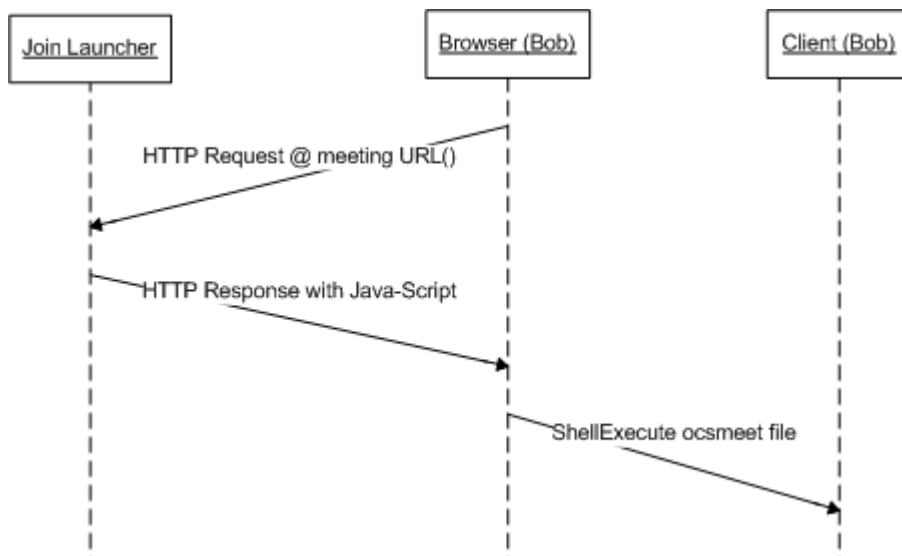 Join Launcher
Browser (Bob)
Client (Bob)
HTTP Request @ meeting URL()
HTTP Response with Java-Script
ShellExecute ocsmeet file